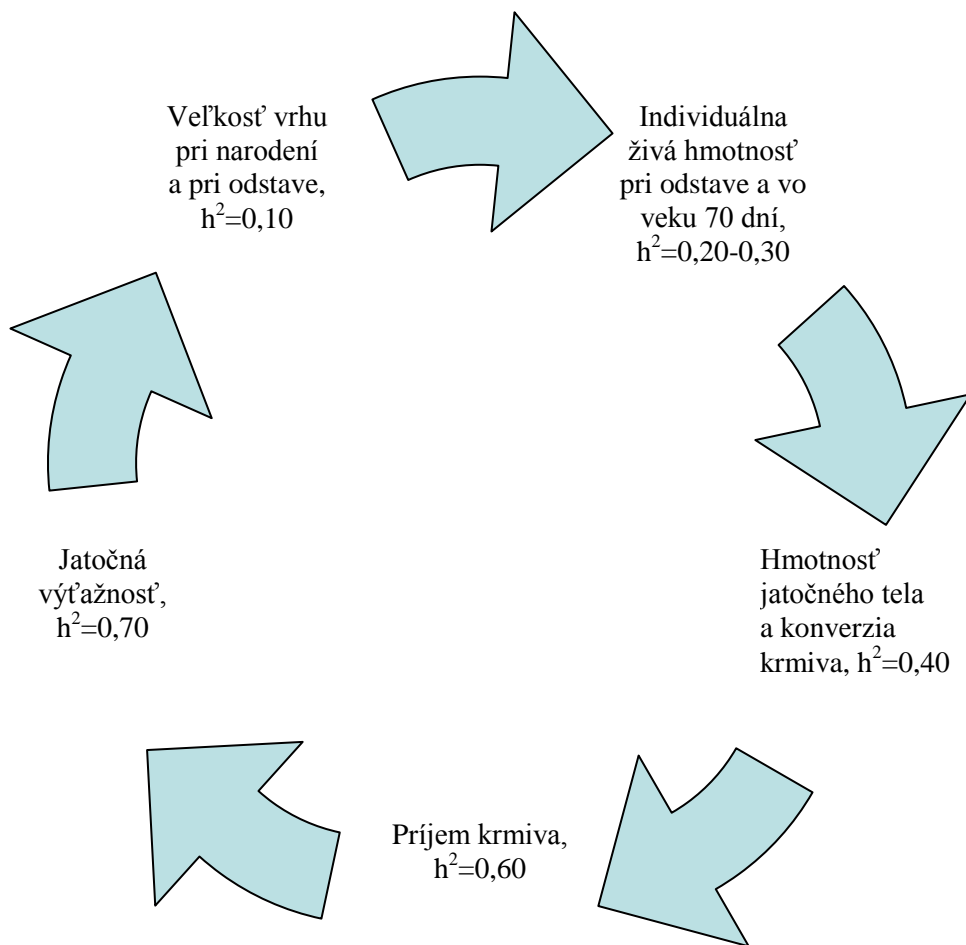 Veľkosť vrhu
pri narodení
a pri odstave,
h²=0,10
Individuálna
živá hmotnosť
pri odstave a vo
veku 70 dní,
h²=0,20-0,30
Hmotnosť
jatočného tela
a konverzia
krmiva, h²=0,40
Príjem krmiva,
h²=0,60
Jatočná
výťažnosť,
h²=0,70